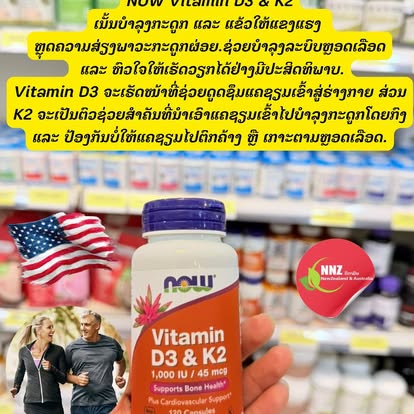 NOW Vitamin D3 & K2
ເນັ້ນບໍາລຸງກະດູກ ແລະ ແຂ້ວໃຫ້ແຂງແຮງ
ຫຼຸດຄວາມສ່ຽງພາວະກະດູກຜ່ອຍ.ຊ່ວຍບໍາລຸງລະບົບຫຼອດເລືອດ
ແລະ ຫົວໃຈໃຫ້ເຮັດວຽກໄດ້ຢ່າງມີປະສິດທິພາບ.
Vitamin D3 ຈະເຮັດໜ້າທີ່ຊ່ວຍດູດຊຶມແຄຊຽມເຂົ້າສູ່ຮ່າງກາຍ ສ່ວນ
K2 ຈະເປັນຕົວຊ່ວຍສໍາຄັນທີ່ນໍາເອົາແຄຊຽມເຂົ້າໄປບໍາລຸງກະດູກໂດຍກົງ
ແລະ ປ້ອງກັນບໍ່ໃຫ້ແຄຊຽມໄປຕົກຄ້າງ ຫຼື ເກາະຕາມຫຼອດເລືອດ.
NNZ
NewZealand & Australia
NOW
Vitamin
D3 & K2
1,000 IU / 45 mcg
Supports Bone Health*
Plus Cardiovascular Support*
120 Capsules